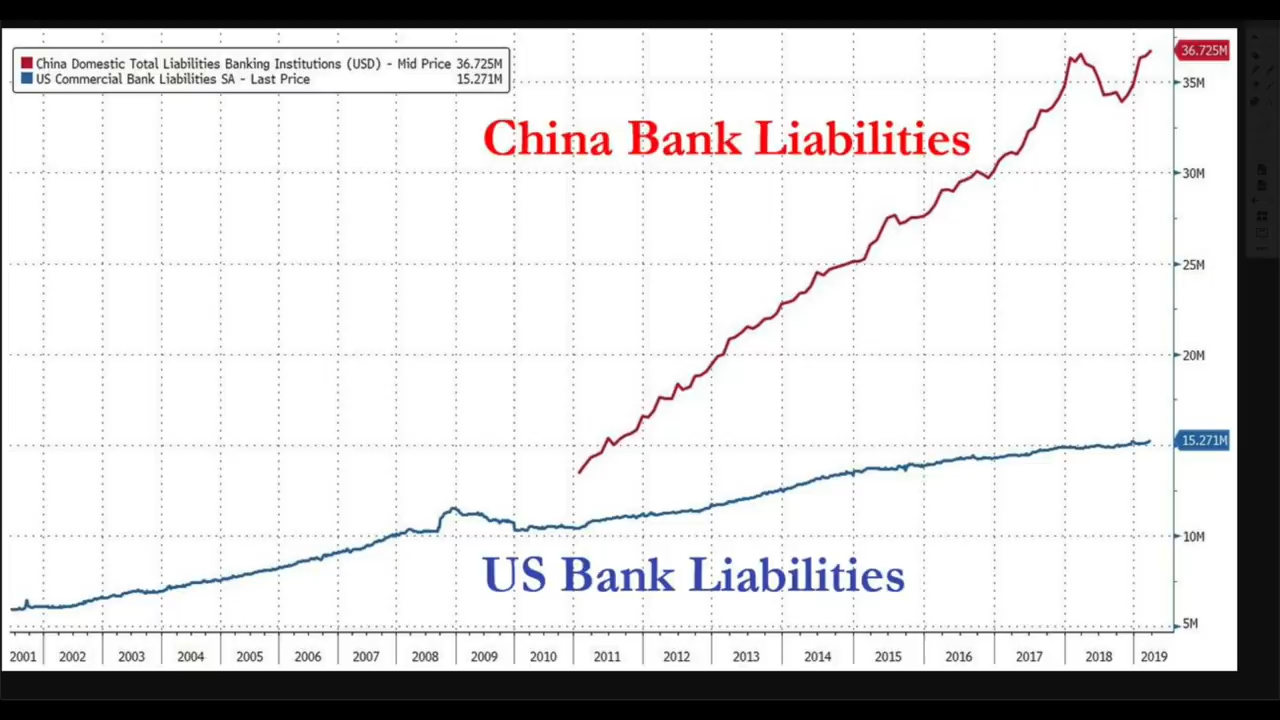 China Domestic Total Liabilities Banking Institutions (USD) - Mid Price 36.725M
US Commercial Bank Liabilities SA - Last Price 15.271M
36.725M
35M
China Bank Liabilities
30M
25M
20M
15.271M
10M
US Bank Liabilities
5M
2001 2002 2003 2004 2005 2006 2007 2008 2009 2010 2011 2012 2013 2014 2015 2016 2017 2018 2019